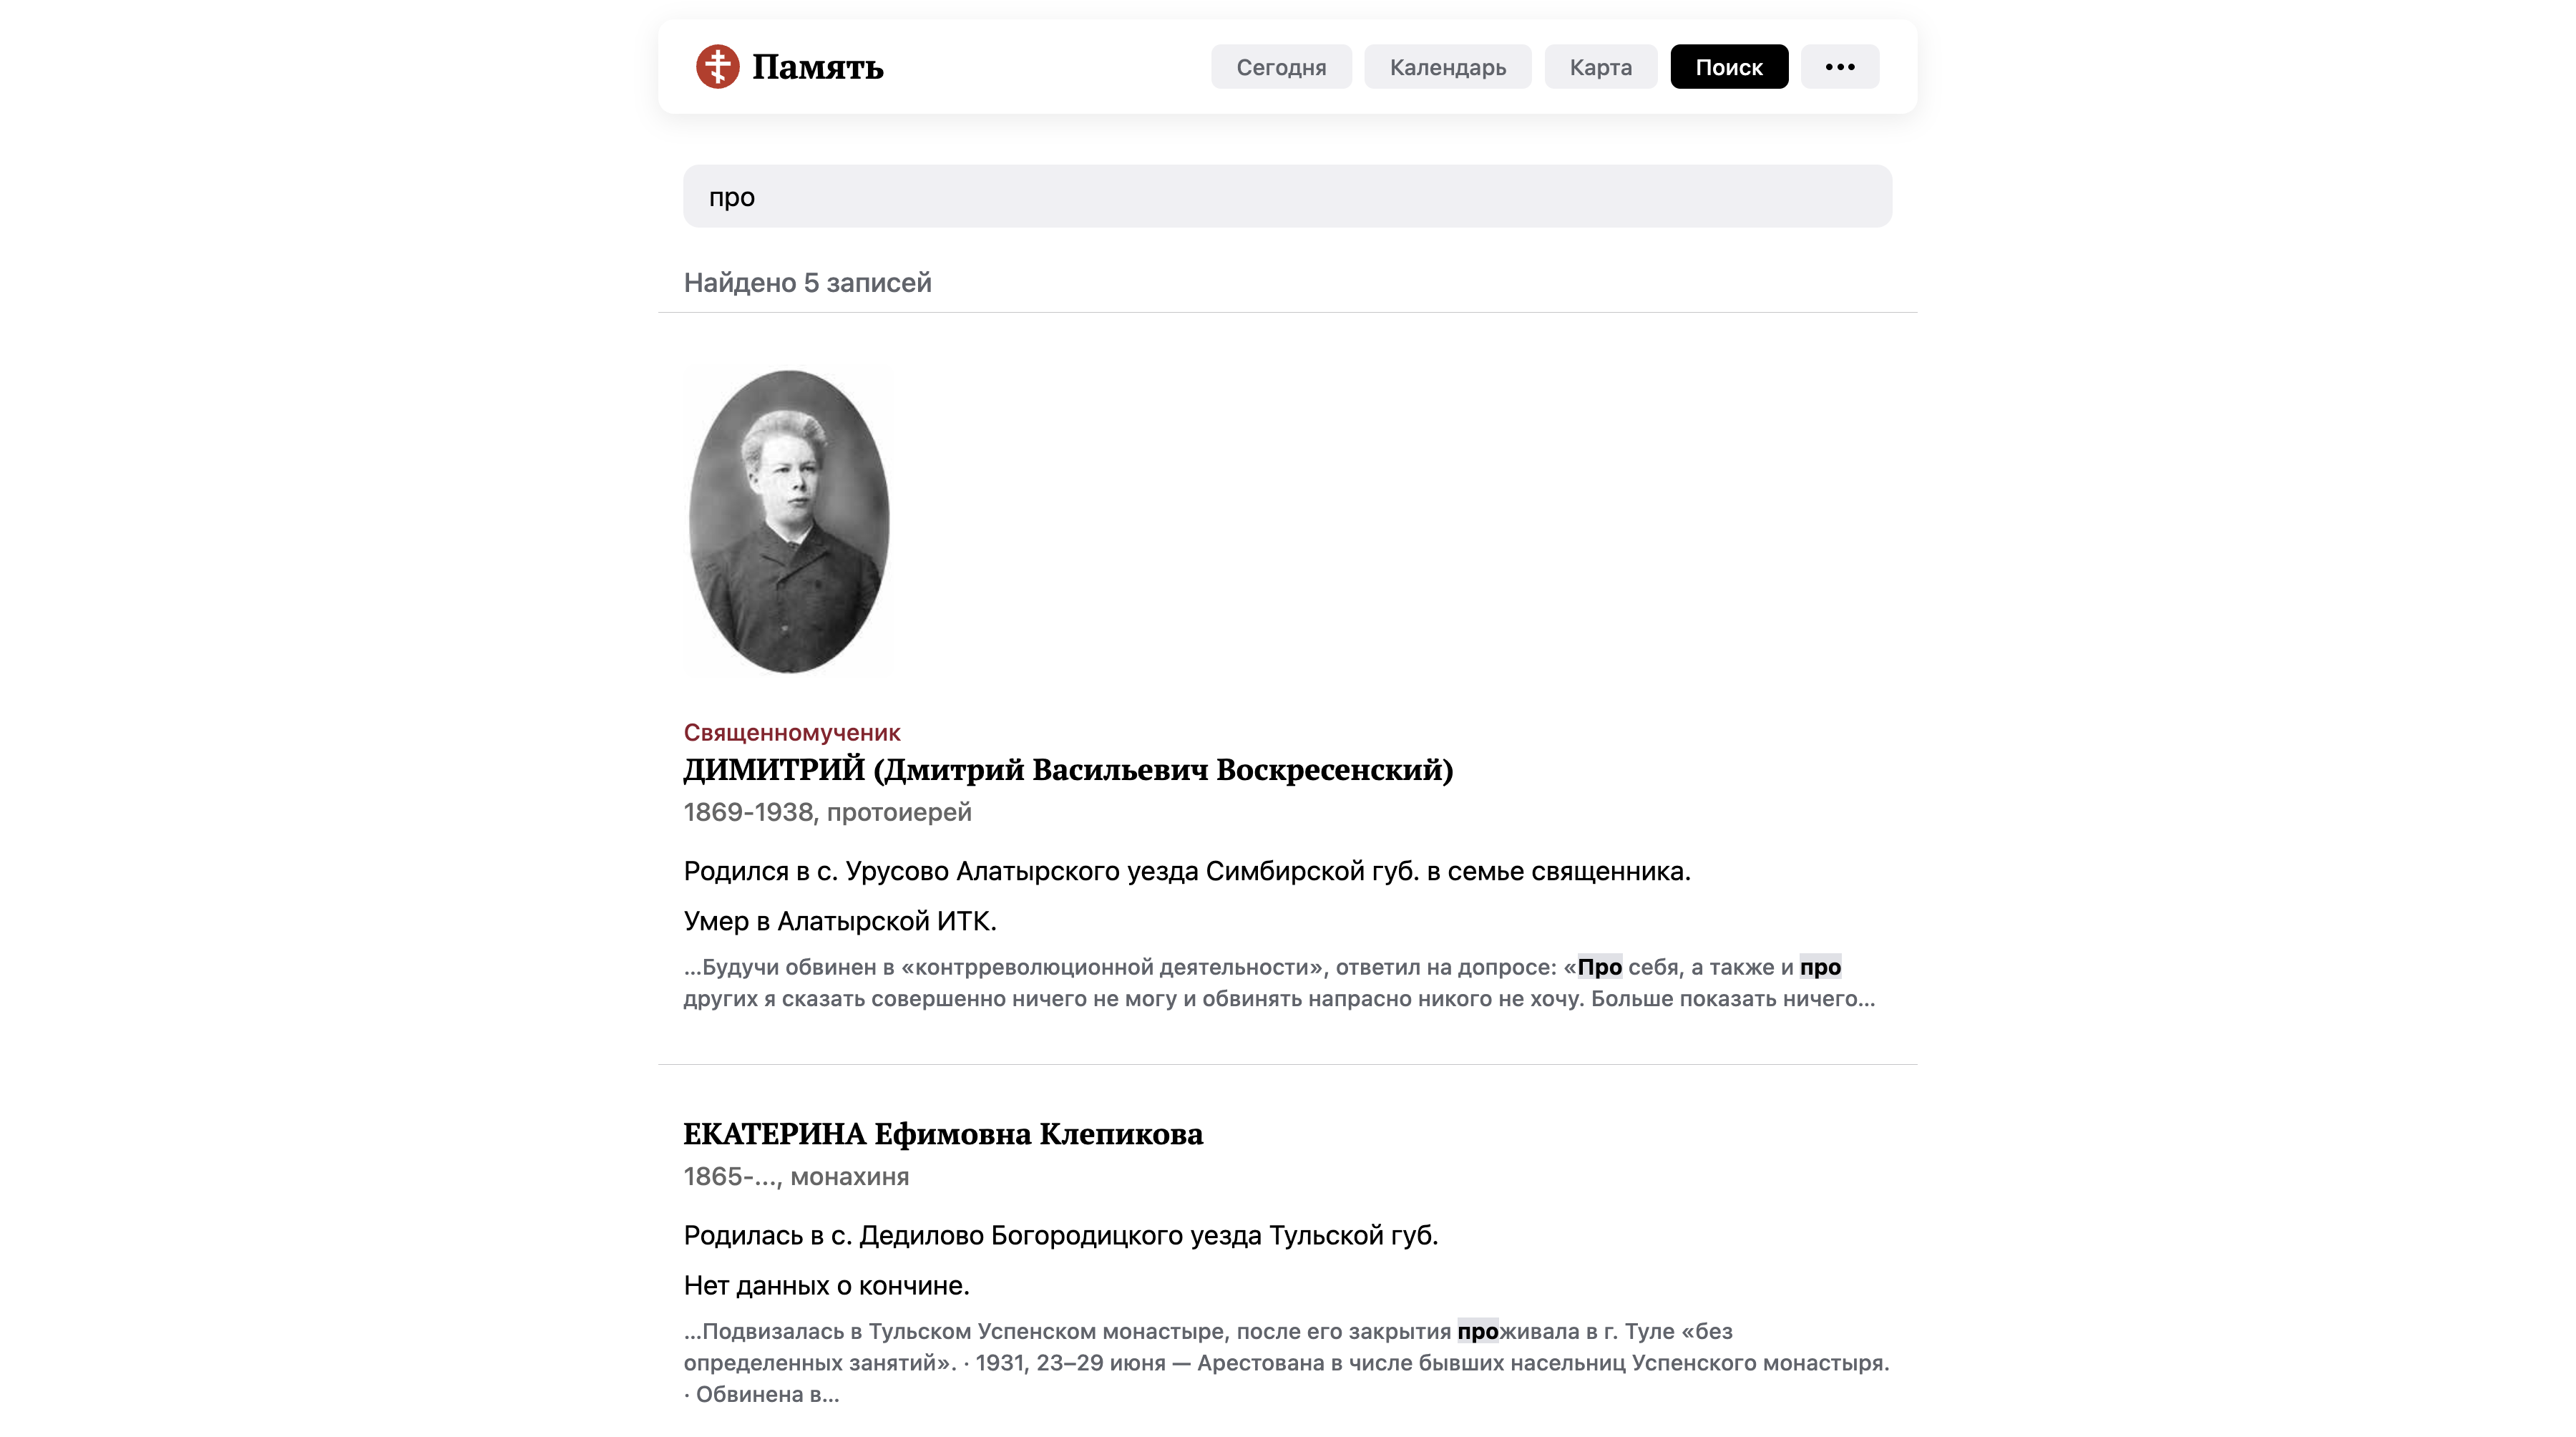 Память
Сегодня
Календарь
Карта
Поиск
•••
про
Найдено 5 записей
Священномученик
ДИМИТРИЙ (Дмитрий Васильевич Воскресенский)
1869-1938, протоиерей
Родился в с. Урусово Алатырского уезда Симбирской губ. в семье священника.
Умер в Алатырской ИТК.
...Будучи обвинен в «контрреволюционной деятельности», ответил на допросе: «Про себя, а также и про
других я сказать совершенно ничего не могу и обвинять напрасно никого не хочу. Больше показать ничего...
ЕКАТЕРИНА Ефимовна Клепикова
1865-..., монахиня
Родилась в с. Дедилово Богородицкого уезда Тульской губ.
Нет данных о кончине.
...Подвизалась в Тульском Успенском монастыре, после его закрытия проживала в г. Туле «без
определенных занятий». · 1931, 23–29 июня — Арестована в числе бывших насельниц Успенского монастыря.
· Обвинена в...